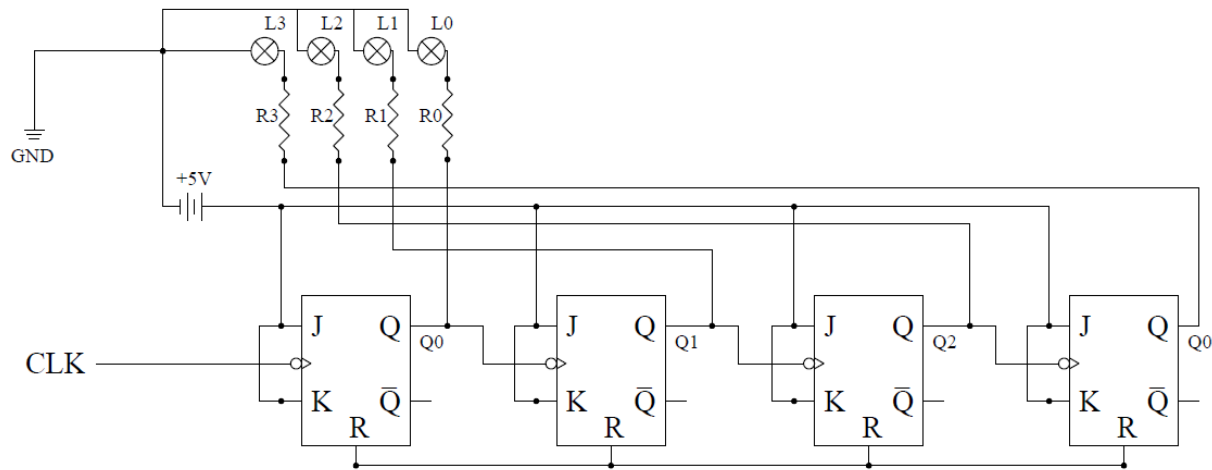 L3 L2 L1 L0
R3 R2 R1 R0
GND
+5V
J Q J Q J Q J Q
Q0 Q1 Q2 Q0
CLK
K Q̅ K Q̅ K Q̅ K Q̅
R R R R